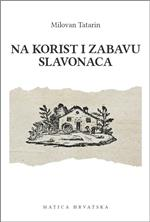 Milovan Tatarin
NA KORIST I ZABAVU
SLAVONACA
MATICA HRVATSKA